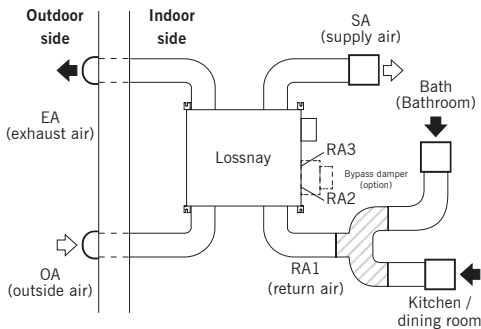 Outdoor
side
Indoor
side
SA
(supply air)
EA
(exhaust air)
Bath
(Bathroom)
Lossnay
RA3
Bypass damper
(option)
RA2
OA
(outside air)
RA1
(return air)
Kitchen /
dining room